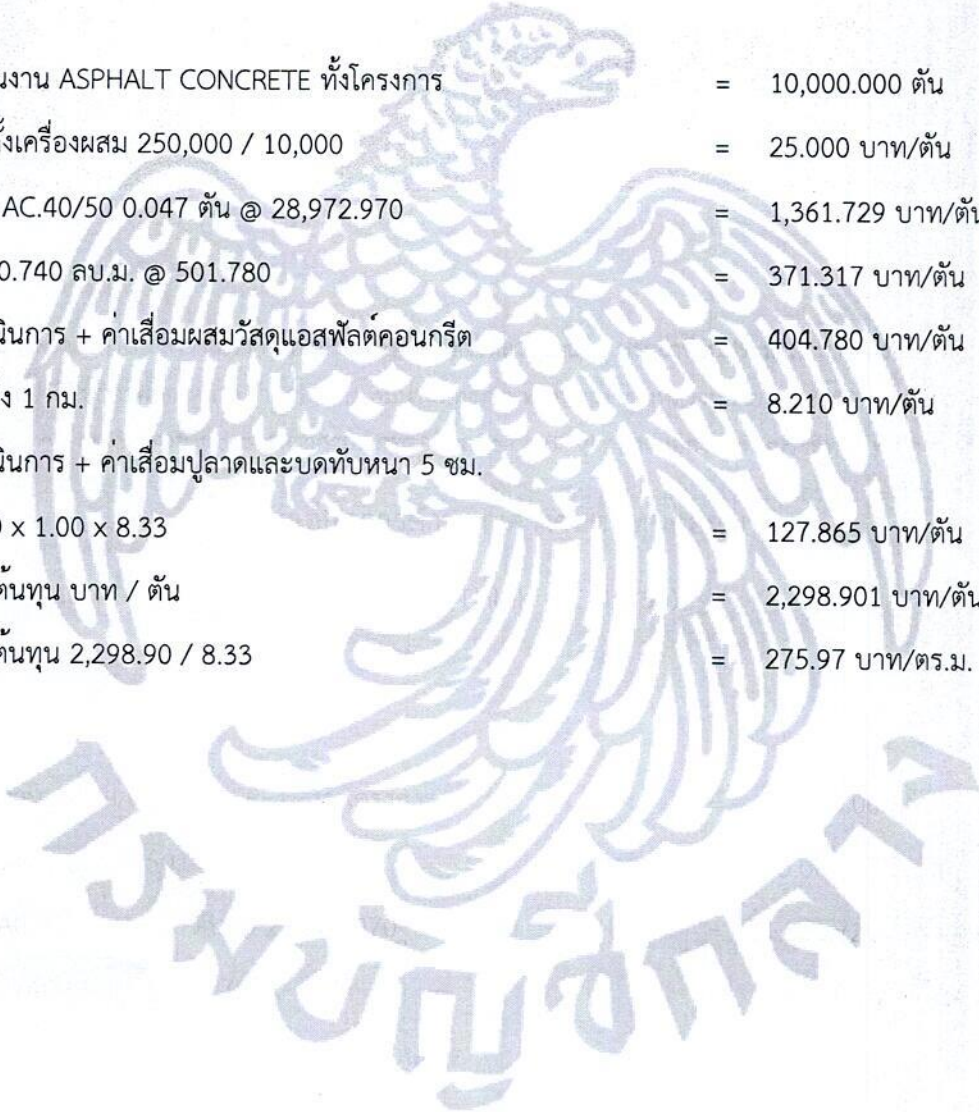 นงาน ASPHALT CONCRETE ทั้งโครงการ = 10,000.000 ตัน
ั้งเครื่องผสม 250,000 / 10,000 = 25.000 บาท/ตัน
AC.40/50 0.047 ตัน @ 28,972.970 = 1,361.729 บาท/ตัน
0.740 ลบ.ม. @ 501.780 = 371.317 บาท/ตัน
นินการ + ค่าเสื่อมผสมวัสดุแอสฟัลต์คอนกรีต = 404.780 บาท/ตัน
ง 1 กม. = 8.210 บาท/ตัน
นินการ + ค่าเสื่อมปูลาดและบดทับหนา 5 ซม.
x 1.00 x 8.33 = 127.865 บาท/ตัน
ต้นทุน บาท / ตัน = 2,298.901 บาท/ตัน
ต้นทุน 2,298.90 / 8.33 = 275.97 บาท/ตร.ม.
กรมบัญชีกลาง